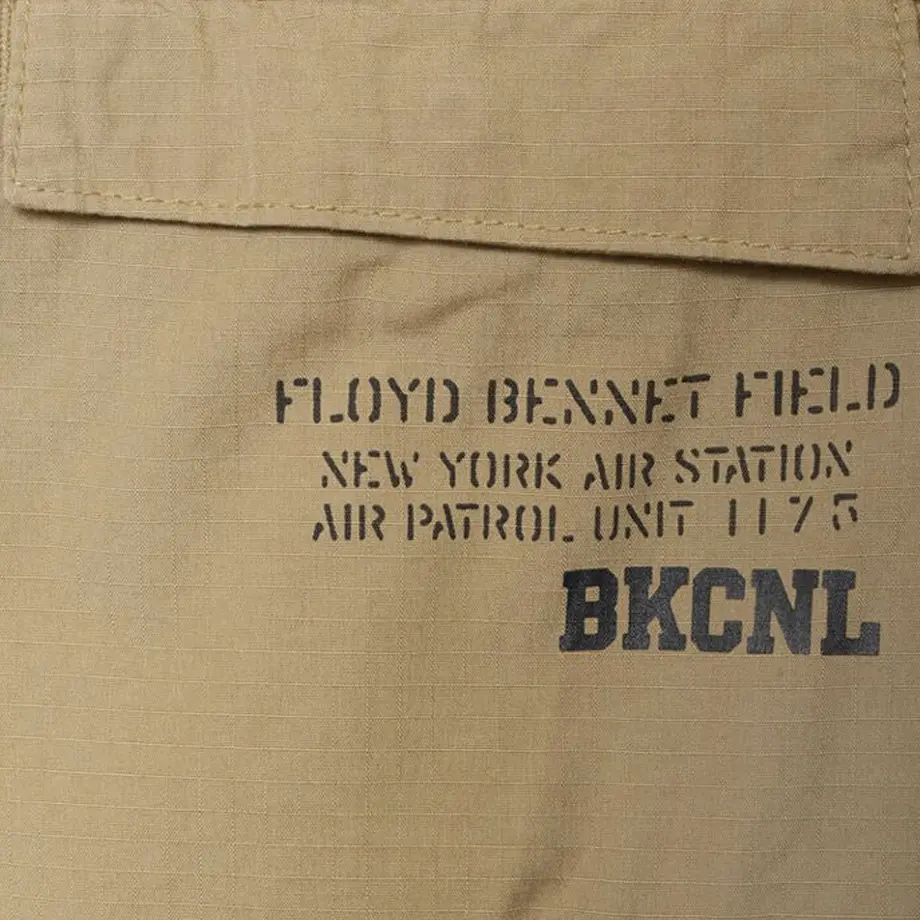 FLOYD BENNET FIELD
NEW YORK AIR STATION
AIR PATROL UNIT 1175
BKCNL